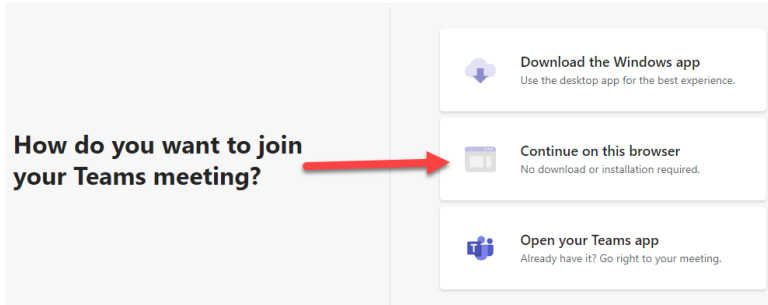 How do you want to join
your Teams meeting?
Download the Windows app
Use the desktop app for the best experience.
Continue on this browser
No download or installation required.
T
Open your Teams app
Already have it? Go right to your meeting.